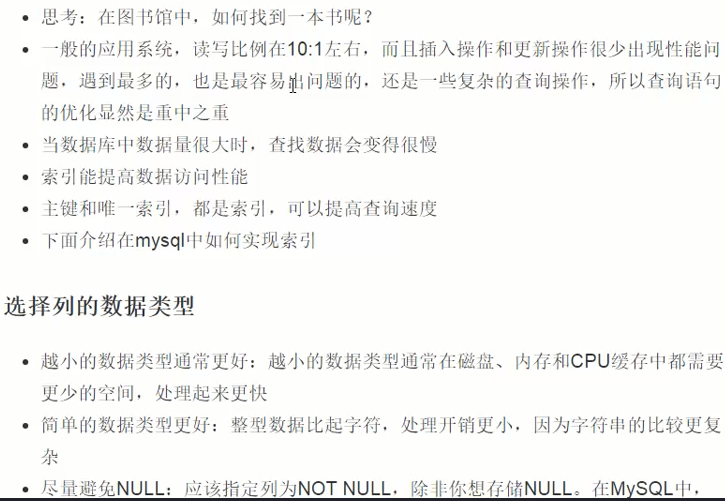 思考：在图书馆中，如何找到一本书呢？
一般的应用系统，读写比例在10:1左右，而且插入操作和更新操作很少出现性能问
题，遇到最多的，也是最容易出问题的，还是一些复杂的查询操作，所以查询语句
的优化显然是重中之重
当数据库中数据量很大时，查找数据会变得很慢
索引能提高数据访问性能
主键和唯一索引，都是索引，可以提高查询速度
下面介绍在mysql中如何实现索引
选择列的数据类型
越小的数据类型通常更好：越小的数据类型通常在磁盘、内存和CPU缓存中都需要
更少的空间，处理起来更快
简单的数据类型更好：整型数据比起字符，处理开销更小，因为字符串的比较更复
杂
尽量避免NULL：应该指定列为NOT NULL，除非你想存储NULL。在MySQL中，